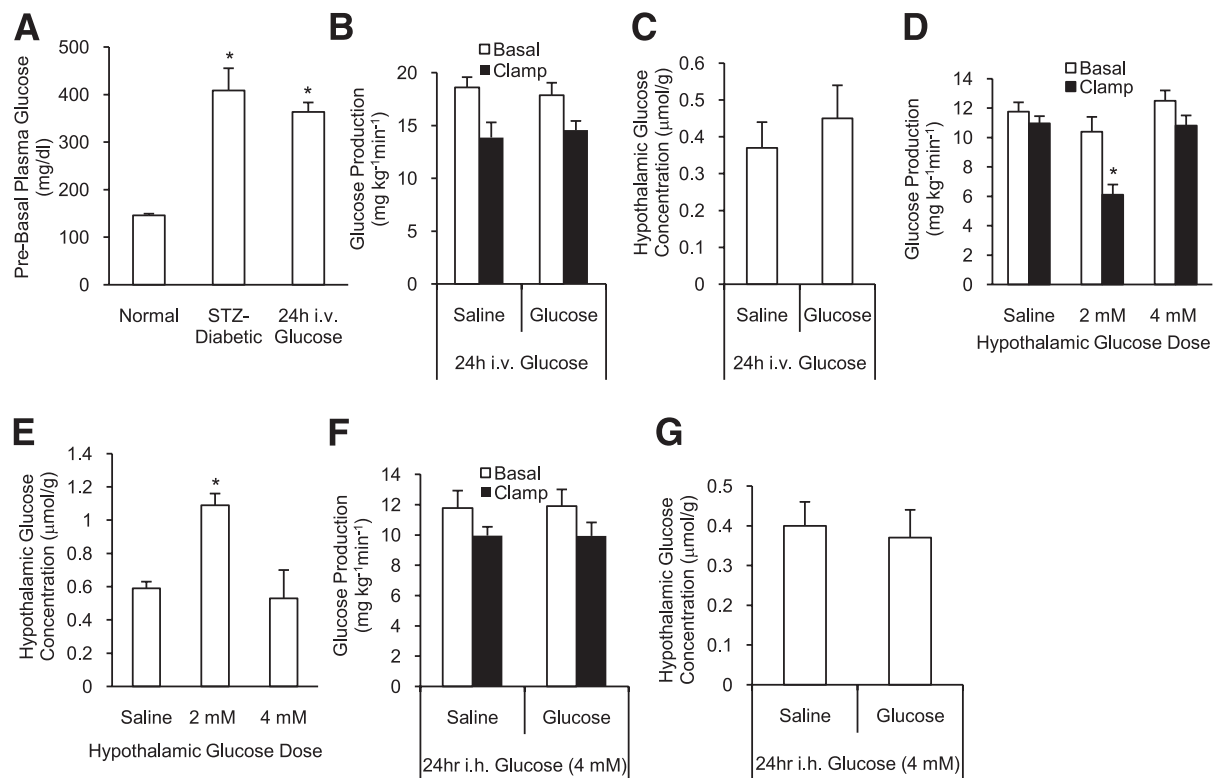 A
Pre-Basal Plasma Glucose
(mg/dl)
500
400
300
200
100
0
*
*
Normal
STZ-
Diabetic
24h i.v.
Glucose
B
Glucose Production
(mg kg-1min-1)
Basal
Clamp
20
15
10
5
0
Saline
Glucose
24h i.v. Glucose
C
Hypothalamic Glucose
Concentration (μmol/g)
0.6
0.5
0.4
0.3
0.2
0.1
0
Saline
Glucose
24h i.v. Glucose
D
Glucose Production
(mg kg-1min-1)
Basal
Clamp
14
12
10
8
6
4
2
0
*
Saline
2 mM
4 mM
Hypothalamic Glucose Dose
E
Hypothalamic Glucose
Concentration (μmol/g)
1.4
1.2
1
0.8
0.6
0.4
0.2
0
*
Saline
2 mM
4 mM
Hypothalamic Glucose Dose
F
Glucose Production
(mg kg-1min-1)
Basal
Clamp
14
12
10
8
6
4
2
0
Saline
Glucose
24hr i.h. Glucose (4 mM)
G
Hypothalamic Glucose
Concentration (μmol/g)
0.5
0.4
0.3
0.2
0.1
0
Saline
Glucose
24hr i.h. Glucose (4 mM)